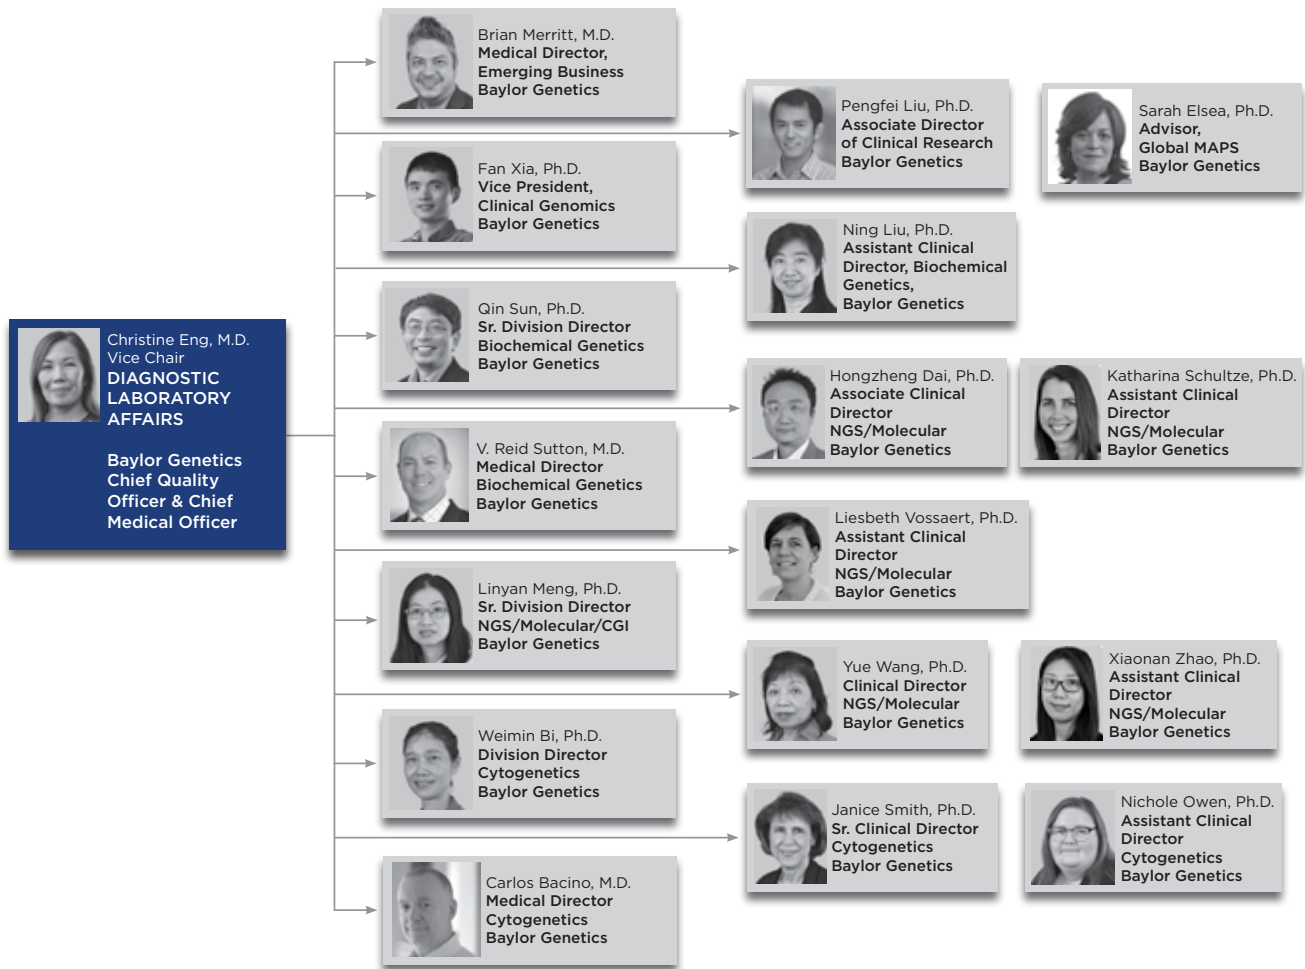 Christine Eng, M.D.
Vice Chair
DIAGNOSTIC
LABORATORY
AFFAIRS
Baylor Genetics
Chief Quality
Officer & Chief
Medical Officer
Brian Merritt, M.D.
Medical Director,
Emerging Business
Baylor Genetics
Fan Xia, Ph.D.
Vice President,
Clinical Genomics
Baylor Genetics
Qin Sun, Ph.D.
Sr. Division Director
Biochemical Genetics
Baylor Genetics
V. Reid Sutton, M.D.
Medical Director
Biochemical Genetics
Baylor Genetics
Linyan Meng, Ph.D.
Sr. Division Director
NGS/Molecular/CGI
Baylor Genetics
Weimin Bi, Ph.D.
Division Director
Cytogenetics
Baylor Genetics
Carlos Bacino, M.D.
Medical Director
Cytogenetics
Baylor Genetics
Pengfei Liu, Ph.D.
Associate Director
of Clinical Research
Baylor Genetics
Sarah Elsea, Ph.D.
Advisor,
Global MAPS
Baylor Genetics
Ning Liu, Ph.D.
Assistant Clinical
Director, Biochemical
Genetics,
Baylor Genetics
Hongzheng Dai, Ph.D.
Associate Clinical
Director
NGS/Molecular
Baylor Genetics
Katharina Schultze, Ph.D.
Assistant Clinical
Director
NGS/Molecular
Baylor Genetics
Liesbeth Vossaert, Ph.D.
Assistant Clinical
Director
NGS/Molecular
Baylor Genetics
Yue Wang, Ph.D.
Clinical Director
NGS/Molecular
Baylor Genetics
Xiaonan Zhao, Ph.D.
Assistant Clinical
Director
NGS/Molecular
Baylor Genetics
Janice Smith, Ph.D.
Sr. Clinical Director
Cytogenetics
Baylor Genetics
Nichole Owen, Ph.D.
Assistant Clinical
Director
Cytogenetics
Baylor Genetics